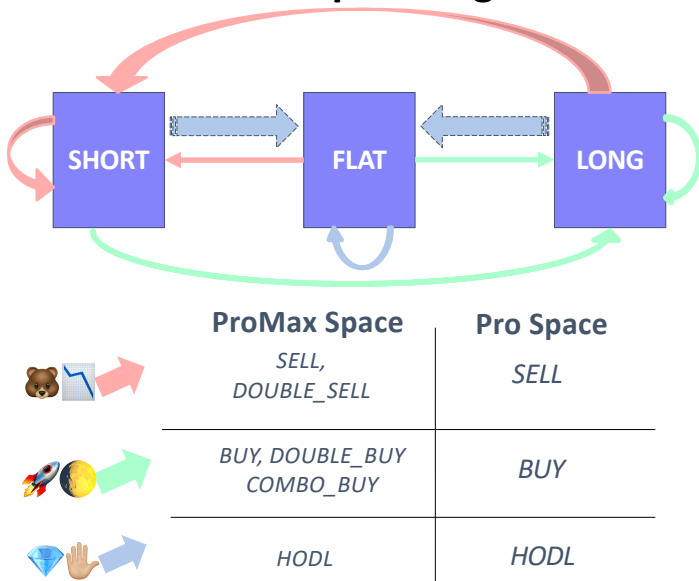 SHORT
FLAT
LONG
ProMax Space
Pro Space
SELL,
DOUBLE_SELL
SELL
BUY, DOUBLE_BUY
COMBO_BUY
BUY
HODL
HODL